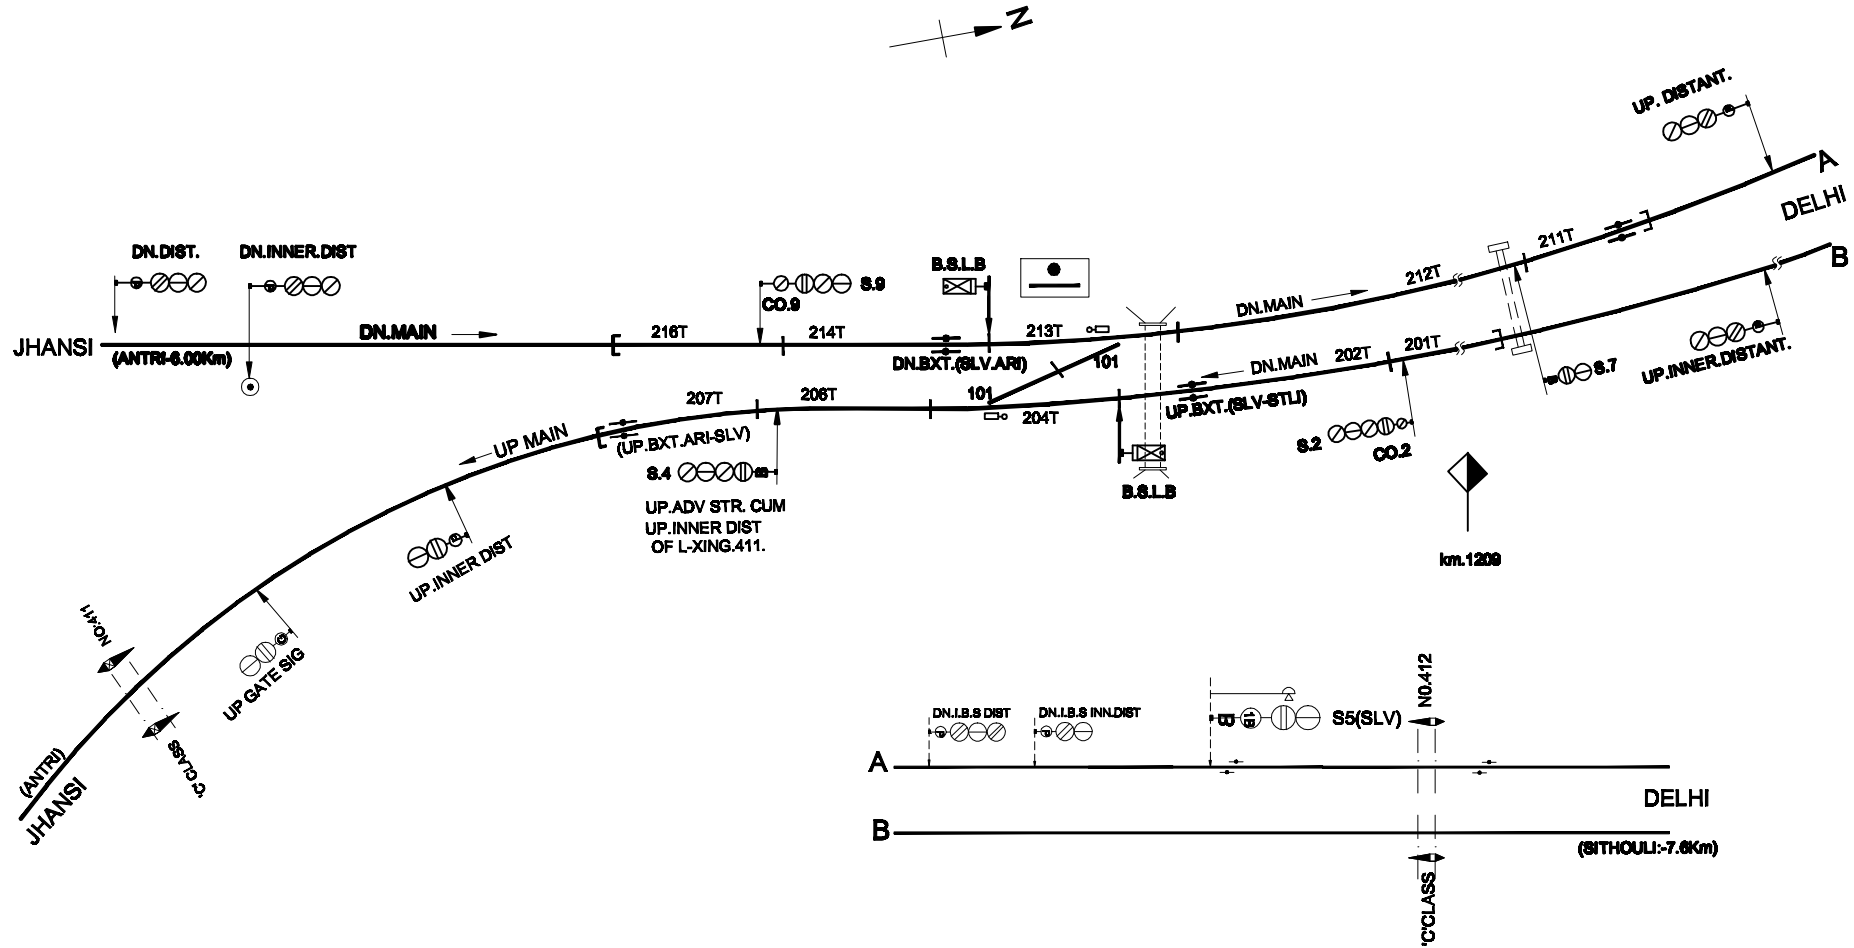 N
UP. DISTANT.
A
DELHI
B
DN.DIST.
DN.INNER.DIST
B.S.L.B
S.9
CO.9
211T
212T
DN.MAIN
DN.MAIN
216T
214T
213T
JHANSI
(ANTRI-6.00Km)
DN.BXT.(SLV.ARI)
101
101
DN.MAIN
202T
201T
S.7
UP.INNER.DISTANT.
207T
206T
204T
UP.BXT.(SLV-STLI)
UP MAIN
(UP.BXT.ARI-SLV)
S.2
CO.2
S.4
B.S.L.B
UP.ADV STR. CUM
UP.INNER DIST
OF L-XING.411.
km.1209
UP.INNER DIST
NO:411
UP GATE SIG
'C' CLASS
(ANTRI)
JHANSI
NO.412
DN.I.B.S DIST
DN.I.B.S INN.DIST
B
1B
S5(SLV)
A
DELHI
B
(SITHOULI:-7.6Km)
'C'CLASS